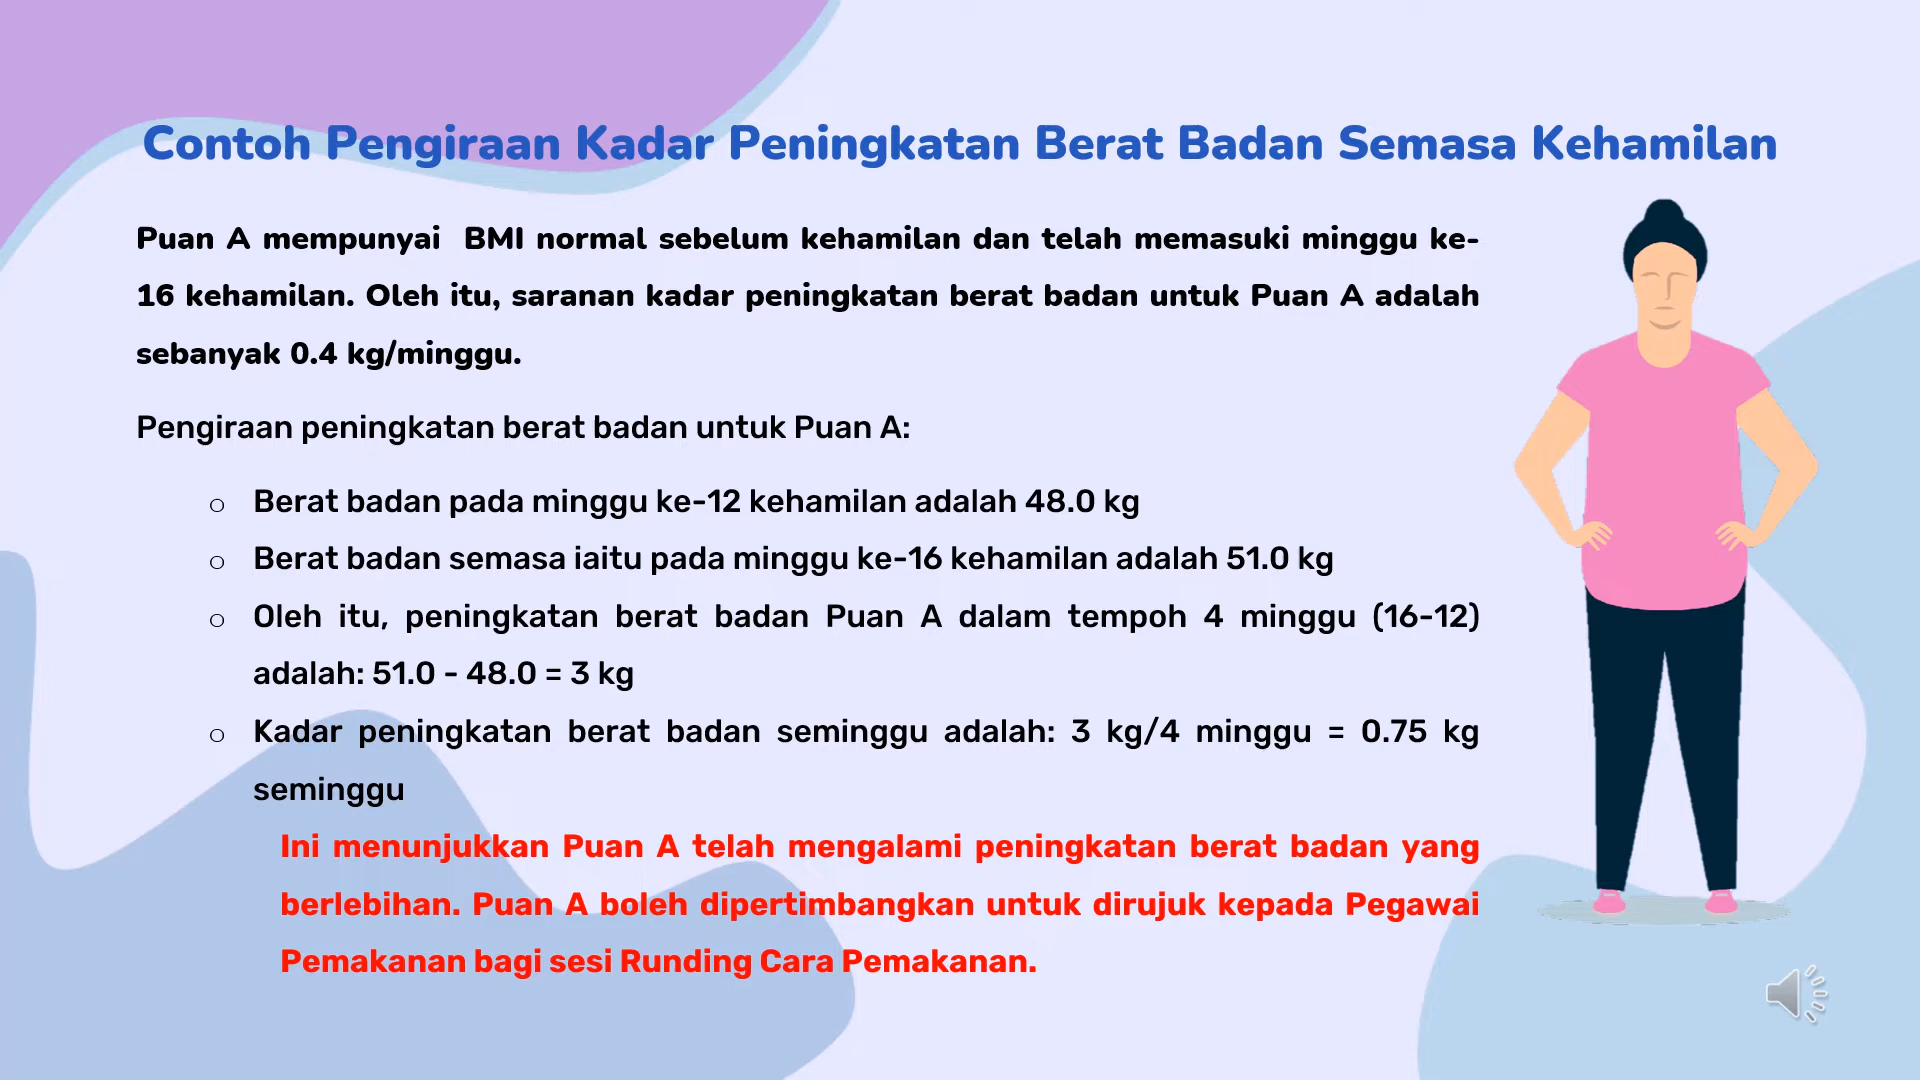 Contoh Pengiraan Kadar Peningkatan Berat Badan Semasa Kehamilan
Puan A mempunyai  BMI normal sebelum kehamilan dan telah memasuki minggu ke-
16 kehamilan. Oleh itu, saranan kadar peningkatan berat badan untuk Puan A adalah
sebanyak 0.4 kg/minggu.
Pengiraan peningkatan berat badan untuk Puan A:
o Berat badan pada minggu ke-12 kehamilan adalah 48.0 kg
o Berat badan semasa iaitu pada minggu ke-16 kehamilan adalah 51.0 kg
o Oleh itu, peningkatan berat badan Puan A dalam tempoh 4 minggu (16-12)
adalah: 51.0 - 48.0 = 3 kg
o Kadar peningkatan berat badan seminggu adalah: 3 kg/4 minggu = 0.75 kg
seminggu
Ini menunjukkan Puan A telah mengalami peningkatan berat badan yang
berlebihan. Puan A boleh dipertimbangkan untuk dirujuk kepada Pegawai
Pemakanan bagi sesi Runding Cara Pemakanan.